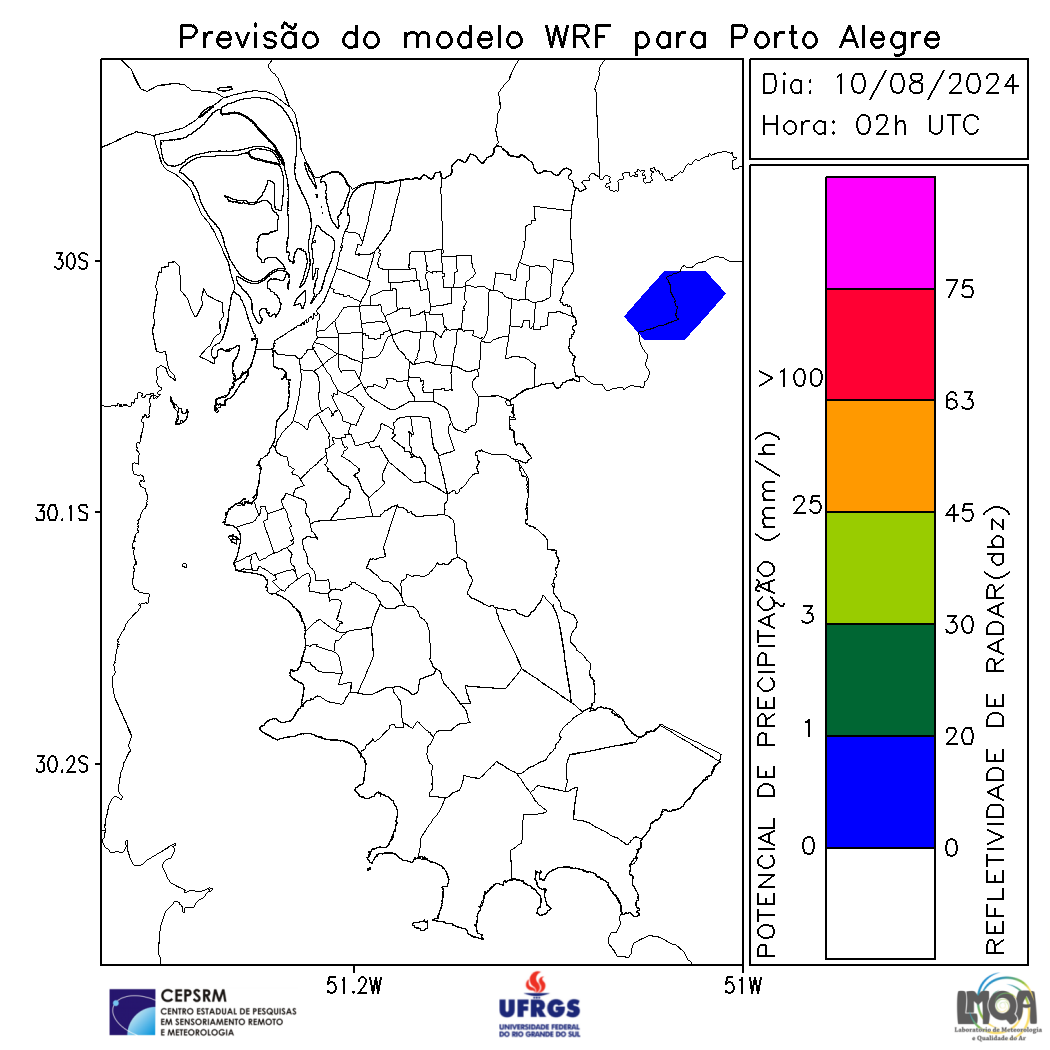 Previsão do modelo WRF para Porto Alegre
Dia: 10/08/2024
Hora: 02h UTC
30S
30.1S
30.2S
51.2W
51W
POTENCIAL DE PRECIPITAÇÃO (mm/h)
>100
25
3
1
0
75
63
45
30
20
0
REFLETIVIDADE DE RADAR(dbz)
CEPSRM
CENTRO ESTADUAL DE PESQUISAS
EM SENSORIAMENTO REMOTO
E METEOROLOGIA
UFRGS
UNIVERSIDADE FEDERAL
DO RIO GRANDE DO SUL
LMQA
Laboratório de Meteorologia
e Qualidade do Ar